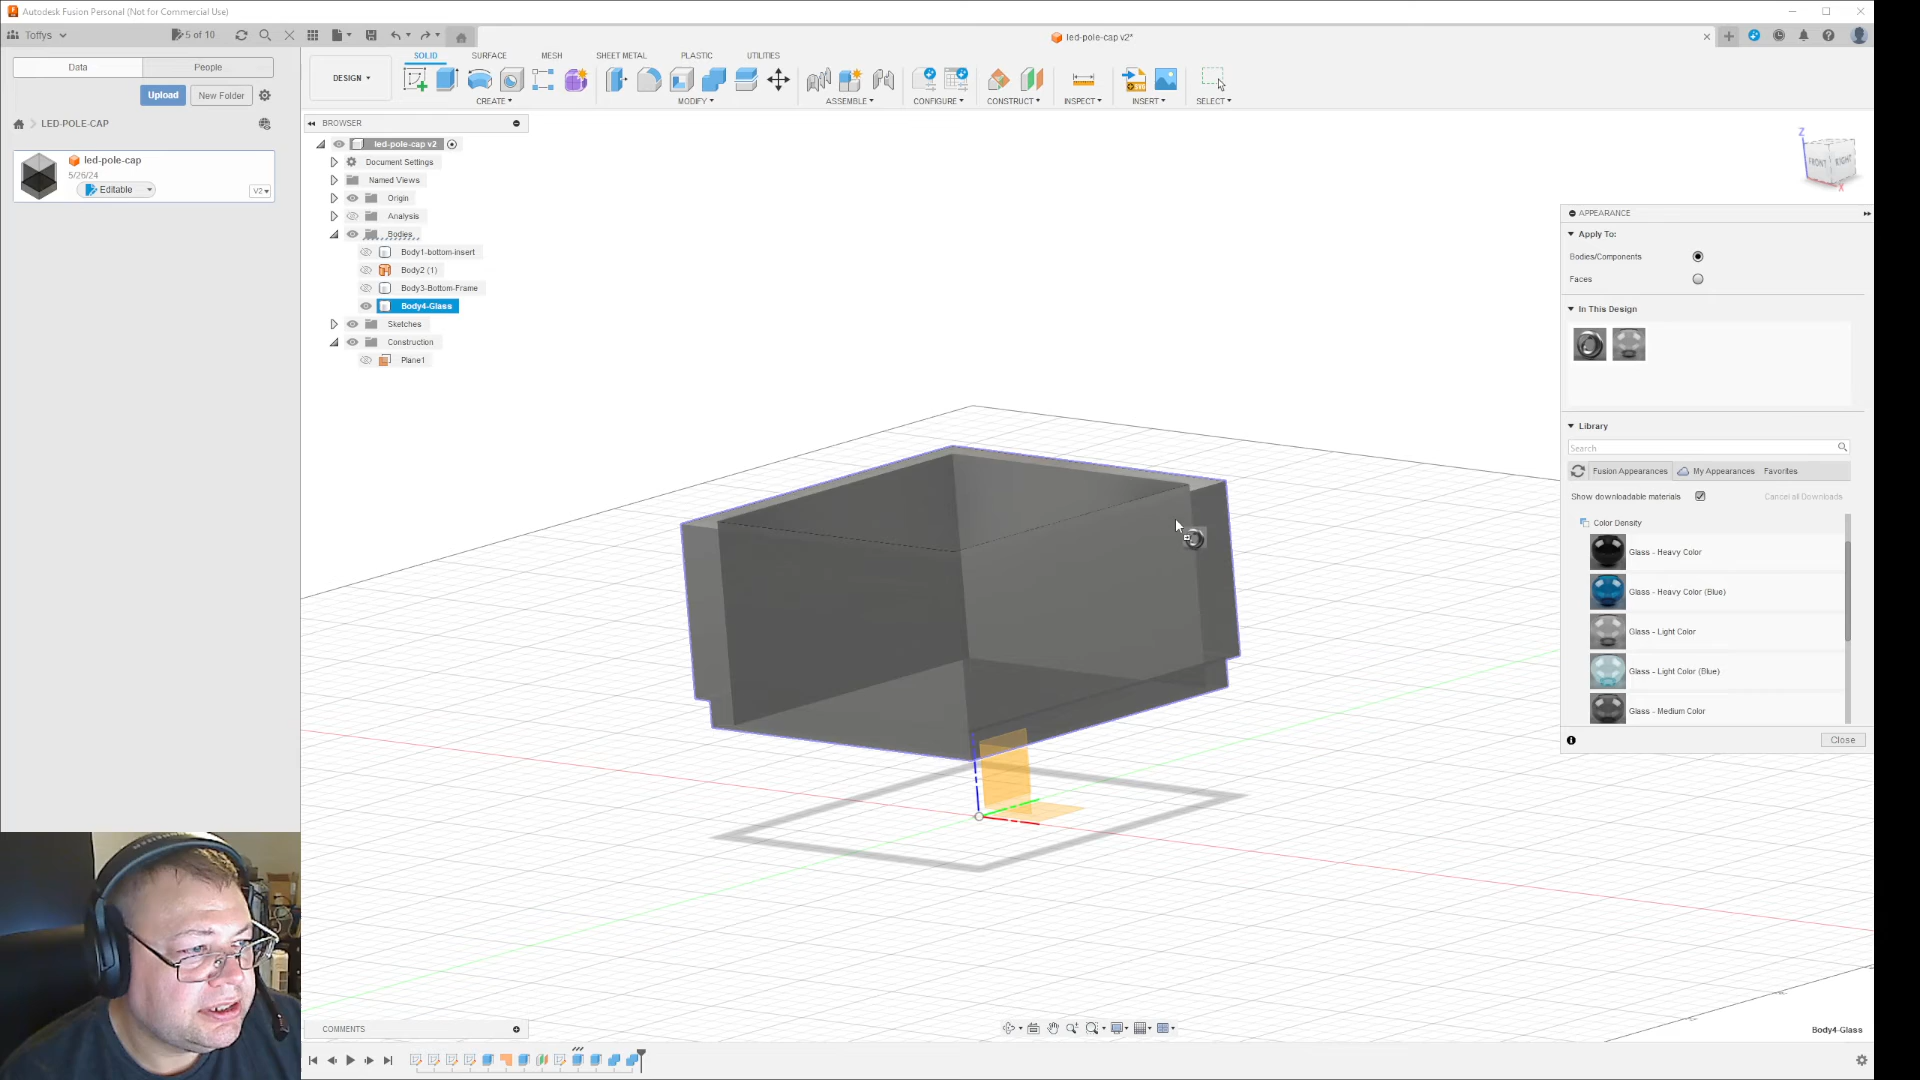 Autodesk Fusion Personal (Not for Commercial Use)
Toffys
5 of 10
led-pole-cap v2*
Data
People
Upload
New Folder
LED-POLE-CAP
led-pole-cap
5/26/24
Editable
V2
DESIGN
SOLID
SURFACE
MESH
SHEET METAL
PLASTIC
UTILITIES
CREATE
MODIFY
ASSEMBLE
CONFIGURE
CONSTRUCT
INSPECT
INSERT
SELECT
BROWSER
led-pole-cap v2
Document Settings
Named Views
Origin
Analysis
Bodies
Body1-bottom-insert
Body2 (1)
Body3-Bottom-Frame
Body4-Glass
Sketches
Construction
Plane1
Z
FRONT
RIGHT
X
APPEARANCE
Apply To:
Bodies/Components
Faces
In This Design
Library
Search
Fusion Appearances
My Appearances
Favorites
Show downloadable materials
Cancel all Downloads
Color Density
Glass - Heavy Color
Glass - Heavy Color (Blue)
Glass - Light Color
Glass - Light Color (Blue)
Glass - Medium Color
Close
COMMENTS
Body4-Glass